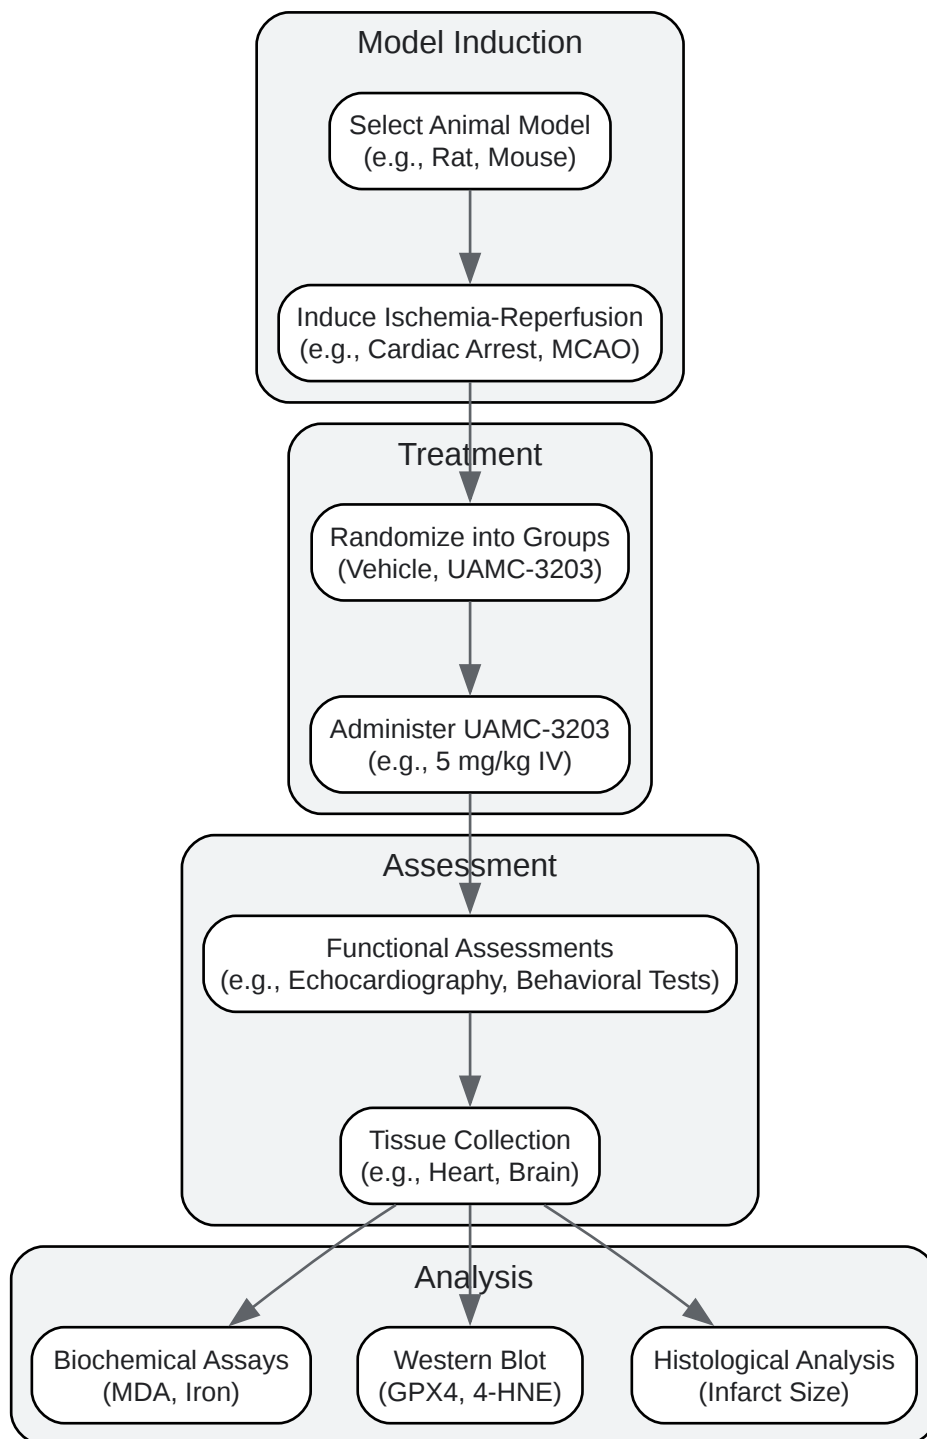 Model Induction
Select Animal Model
(e.g., Rat, Mouse)
Induce Ischemia-Reperfusion
(e.g., Cardiac Arrest, MCAO)
Treatment
Randomize into Groups
(Vehicle, UAMC-3203)
Administer UAMC-3203
(e.g., 5 mg/kg IV)
Assessment
Functional Assessments
(e.g., Echocardiography, Behavioral Tests)
Tissue Collection
(e.g., Heart, Brain)
Analysis
Biochemical Assays
(MDA, Iron)
Western Blot
(GPX4, 4-HNE)
Histological Analysis
(Infarct Size)